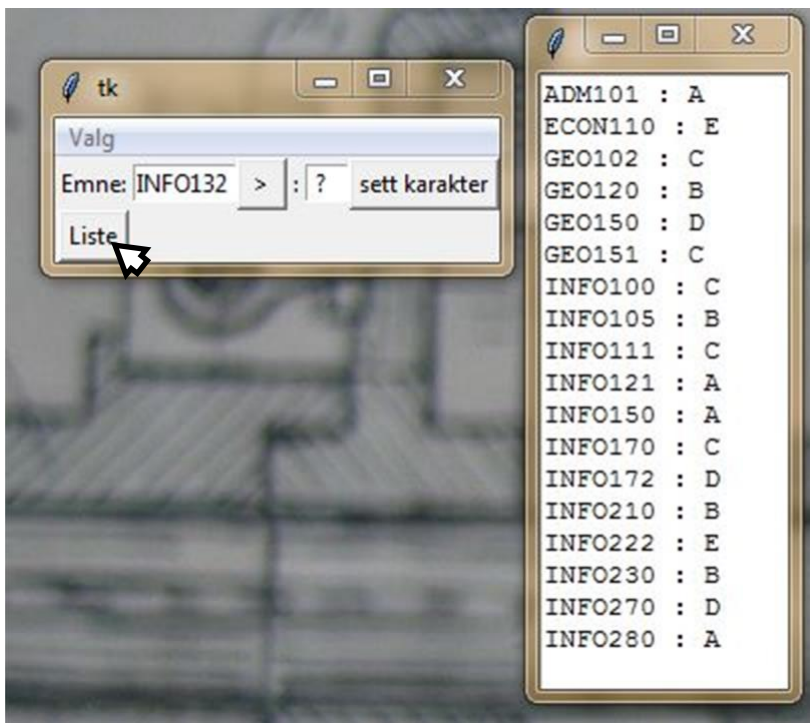 tk
Valg
Emne: INFO132 > : ? sett karakter
Liste
ADM101 : A
ECON110 : E
GEO102 : C
GEO120 : B
GEO150 : D
GEO151 : C
INFO100 : C
INFO105 : B
INFO111 : C
INFO121 : A
INFO150 : A
INFO170 : C
INFO172 : D
INFO210 : B
INFO222 : E
INFO230 : B
INFO270 : D
INFO280 : A